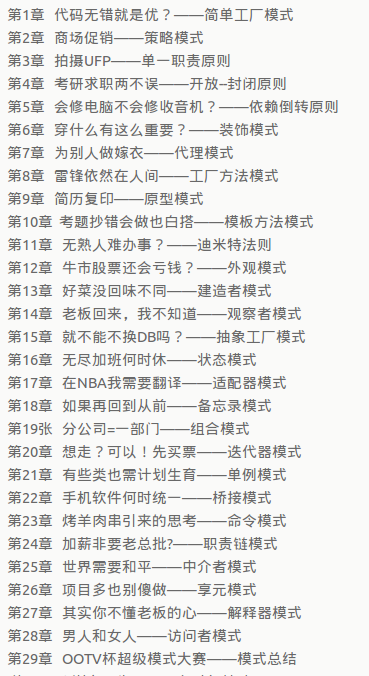 第1章 代码无错就是优？——简单工厂模式
第2章 商场促销——策略模式
第3章 拍摄UFP——单一职责原则
第4章 考研求职两不误——开放–封闭原则
第5章 会修电脑不会修收音机？——依赖倒转原则
第6章 穿什么有这么重要？——装饰模式
第7章 为别人做嫁衣——代理模式
第8章 雷锋依然在人间——工厂方法模式
第9章 简历复印——原型模式
第10章 考题抄错会做也白搭——模板方法模式
第11章 无熟人难办事？——迪米特法则
第12章 牛市股票还会亏钱？——外观模式
第13章 好菜没回味不同——建造者模式
第14章 老板回来，我不知道——观察者模式
第15章 就不能不换DB吗？——抽象工厂模式
第16章 无尽加班何时休——状态模式
第17章 在NBA我需要翻译——适配器模式
第18章 如果再回到从前——备忘录模式
第19张 分公司=一部门——组合模式
第20章 想走？可以！先买票——迭代器模式
第21章 有些类也需计划生育——单例模式
第22章 手机软件何时统一——桥接模式
第23章 烤羊肉串引来的思考——命令模式
第24章 加薪非要老总批?——职责链模式
第25章 世界需要和平——中介者模式
第26章 项目多也别傻做——享元模式
第27章 其实你不懂老板的心——解释器模式
第28章 男人和女人——访问者模式
第29章 OOTV杯超级模式大赛——模式总结